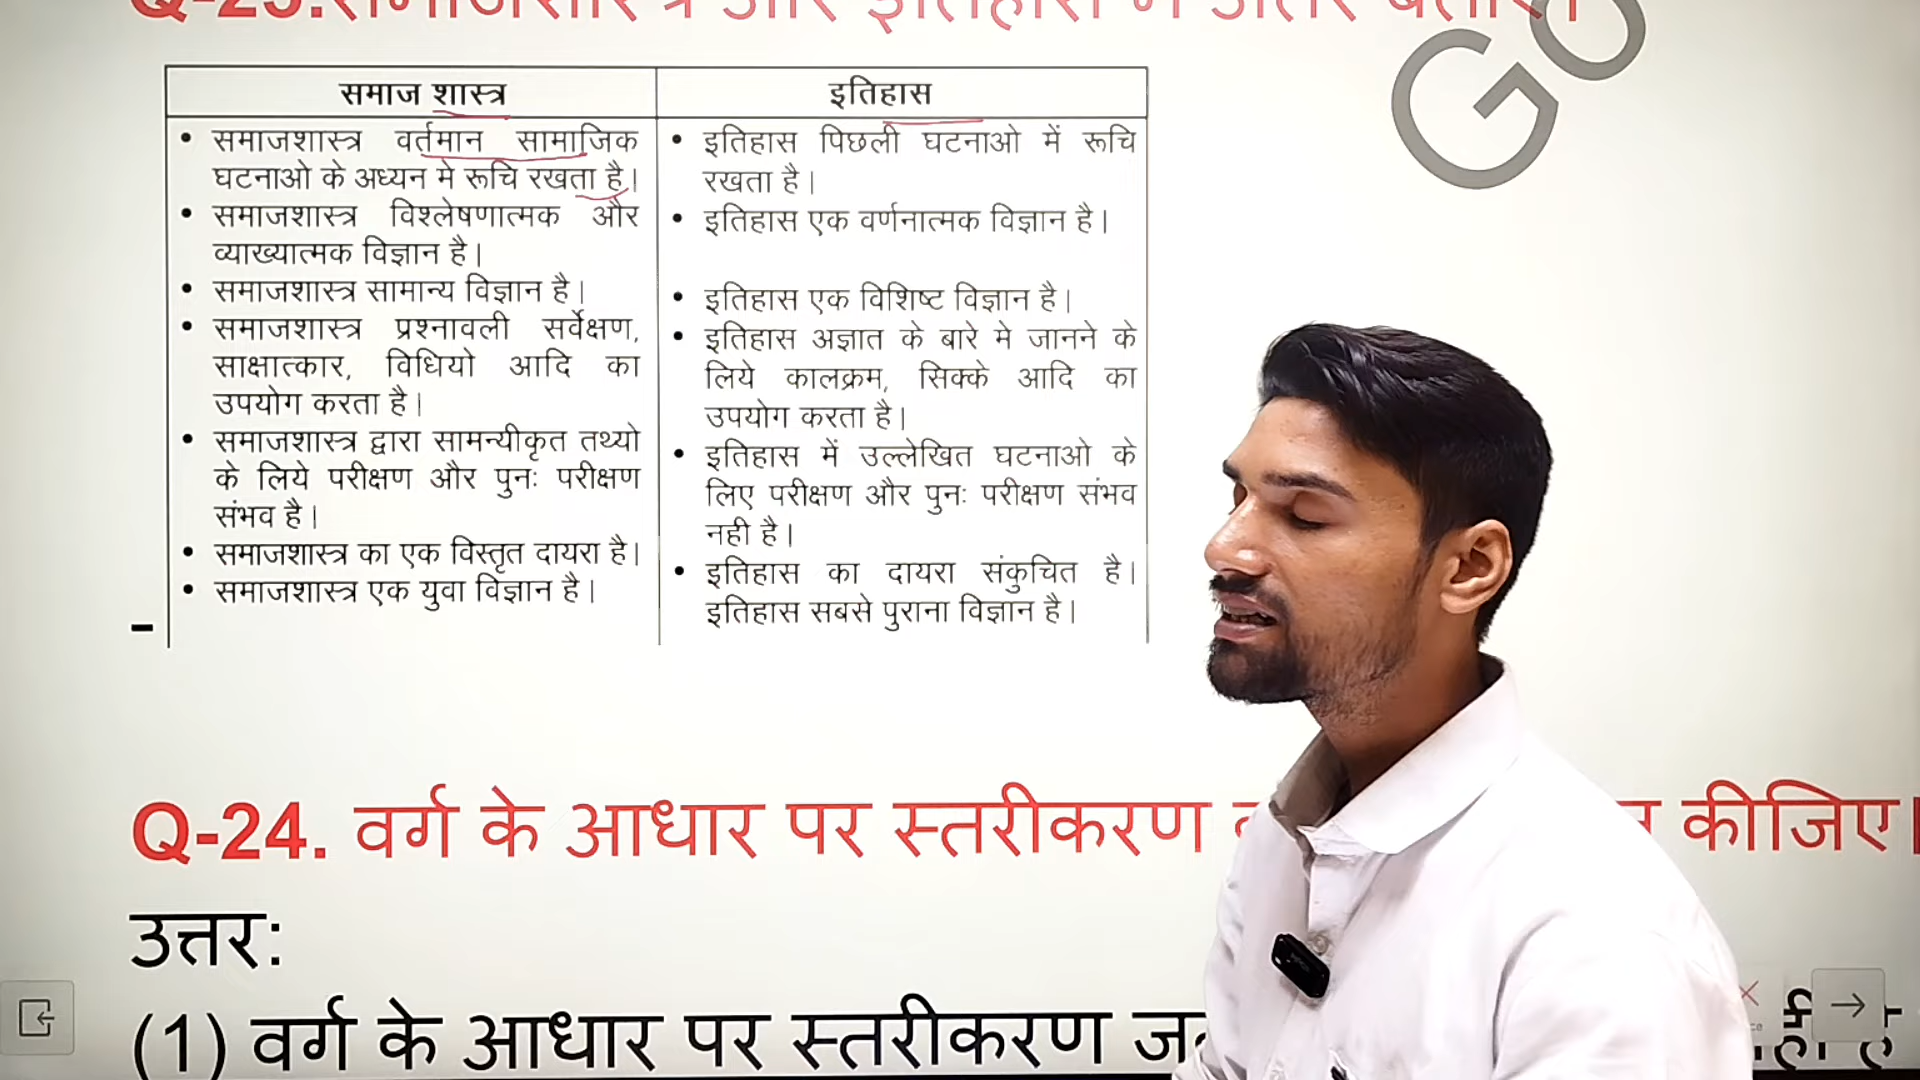 समाज शास्त्र
• समाजशास्त्र वर्तमान सामाजिक
घटनाओ के अध्यन मे रूचि रखता है।
• समाजशास्त्र विश्लेषणात्मक और
व्याख्यात्मक विज्ञान है।
• समाजशास्त्र सामान्य विज्ञान है।
• समाजशास्त्र प्रश्नावली सर्वेक्षण,
साक्षात्कार, विधियो आदि का
उपयोग करता है।
• समाजशास्त्र द्वारा सामन्यीकृत तथ्यो
के लिये परीक्षण और पुनः परीक्षण
संभव है।
• समाजशास्त्र का एक विस्तृत दायरा है।
• समाजशास्त्र एक युवा विज्ञान है।
इतिहास
• इतिहास पिछली घटनाओ में रूचि
रखता है।
• इतिहास एक वर्णनात्मक विज्ञान है।
• इतिहास एक विशिष्ट विज्ञान है।
• इतिहास अज्ञात के बारे मे जानने के
लिये कालक्रम, सिक्के आदि का
उपयोग करता है।
• इतिहास में उल्लेखित घटनाओ के
लिए परीक्षण और पुनः परीक्षण संभव
नही है।
• इतिहास का दायरा संकुचित है।
इतिहास सबसे पुराना विज्ञान है।
-
Q-24. वर्ग के आधार पर स्तरीकरण कीजिए।
उत्तर:
(1) वर्ग के आधार पर स्तरीकरण